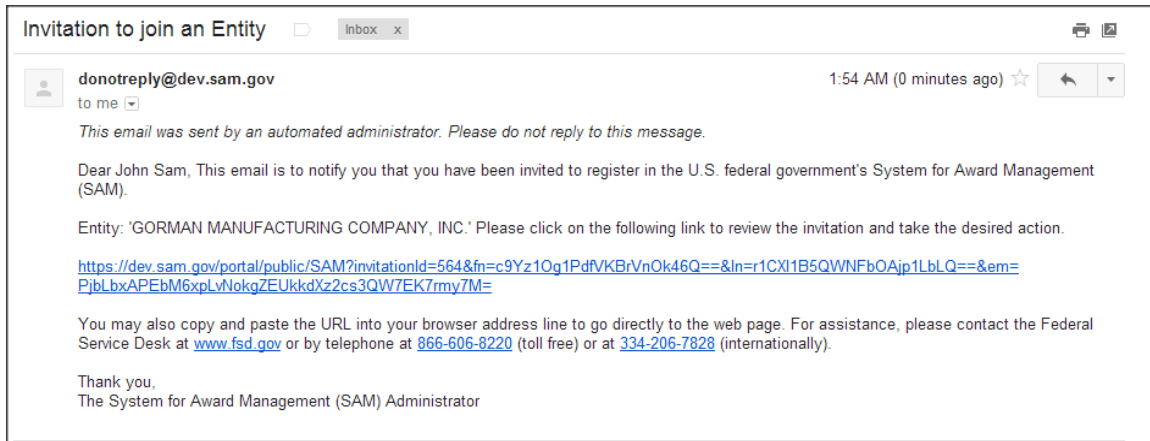 Invitation to join an Entity
Inbox x
donotreply@dev.sam.gov
1:54 AM (0 minutes ago)
to me
This email was sent by an automated administrator. Please do not reply to this message.
Dear John Sam, This email is to notify you that you have been invited to register in the U.S. federal government's System for Award Management
(SAM).
Entity: 'GORMAN MANUFACTURING COMPANY, INC.' Please click on the following link to review the invitation and take the desired action.
https://dev.sam.gov/portal/public/SAM?invitationId=564&fn=c9Yz1Og1PdfVKBrVnOk46Q==&ln=r1CXl1B5QWNFbOAjp1LbLQ==&em=
PjbLbxAPEbM6xpLvNokgZEUkkdXz2cs3QW7EK7rmy7M=
You may also copy and paste the URL into your browser address line to go directly to the web page. For assistance, please contact the Federal
Service Desk at www.fsd.gov or by telephone at 866-606-8220 (toll free) or at 334-206-7828 (internationally).
Thank you,
The System for Award Management (SAM) Administrator